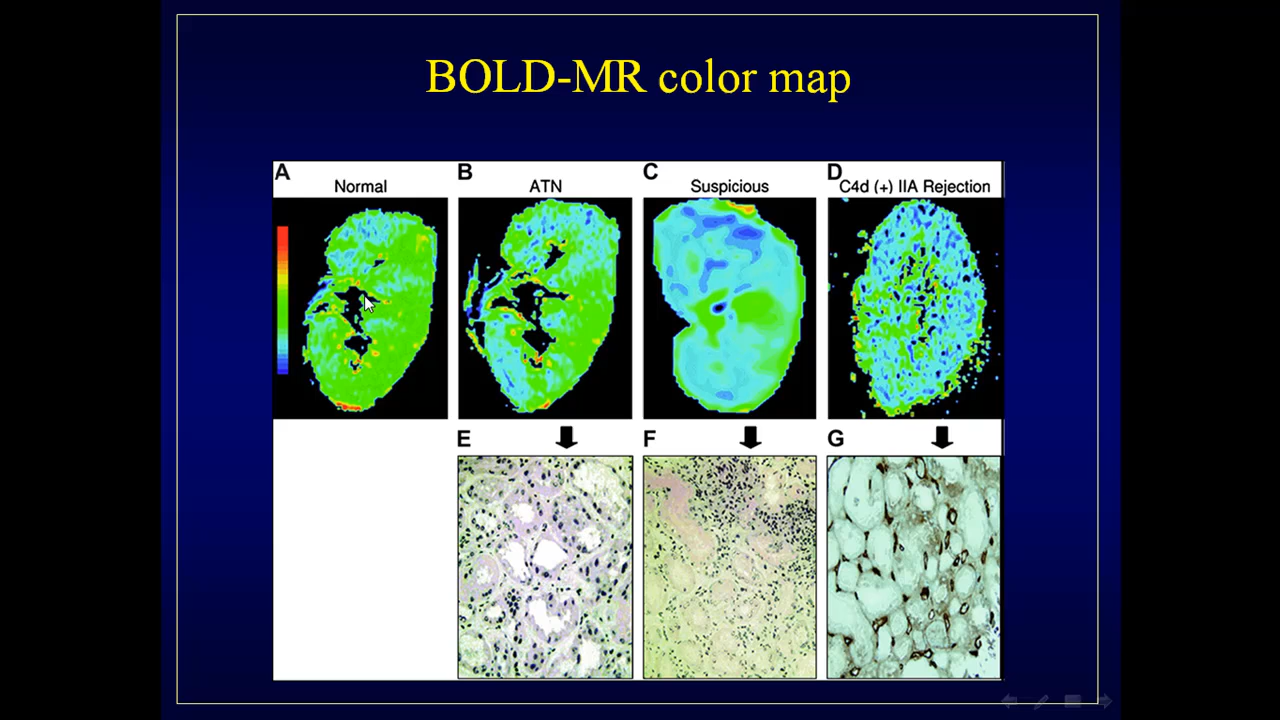 BOLD-MR color map
A
Normal
B
ATN
C
Suspicious
D
C4d (+) IIA Rejection
E
F
G